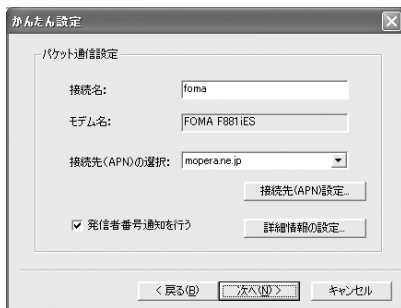 かんたん設定
パケット通信設定
接続名: foma
モデム名: FOMA F881iES
接続先(APN)の選択: mopera.ne.jp
接続先(APN)設定...
発信者番号通知を行う 詳細情報の設定...
< 戻る(B) 次へ(N) > キャンセル